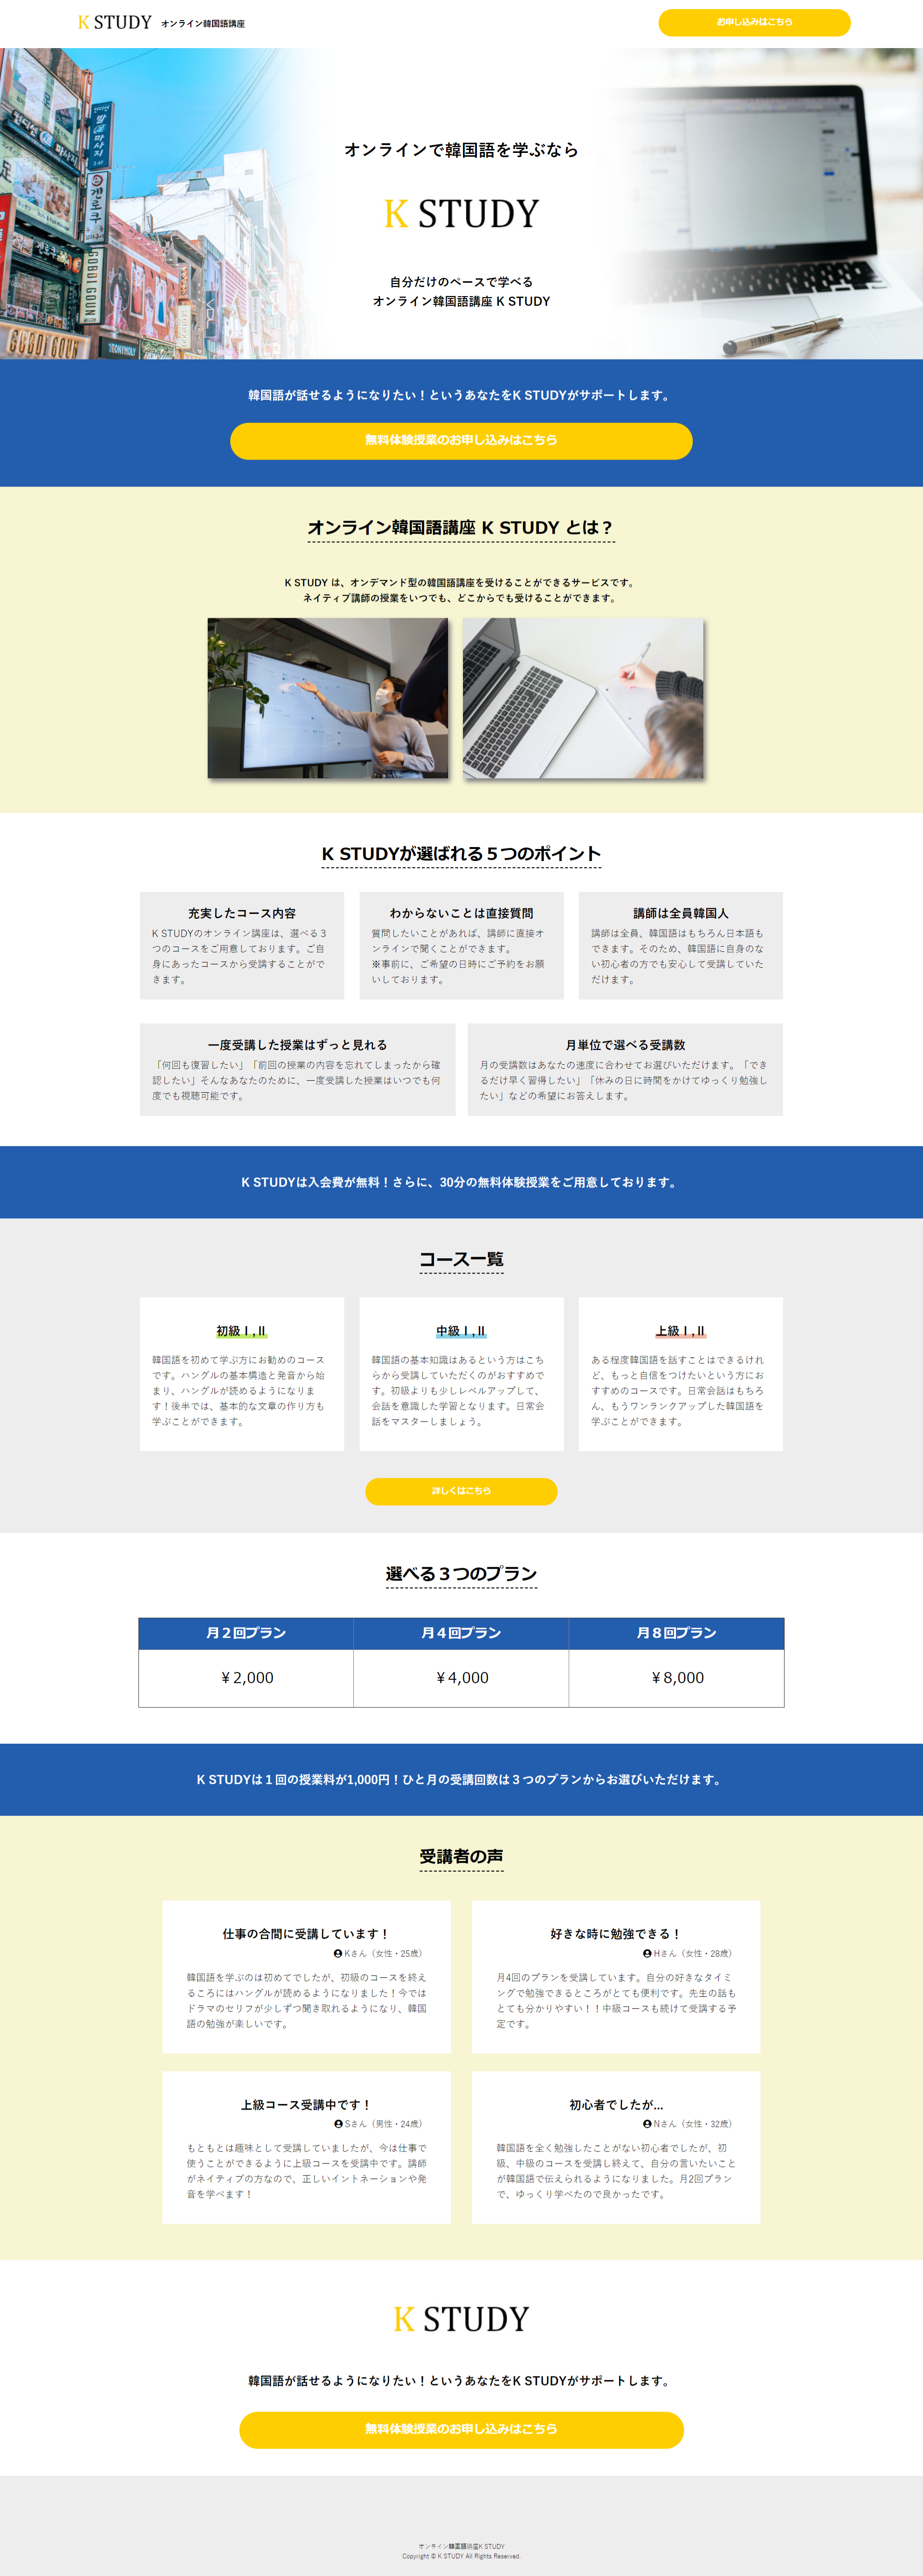 K STUDY オンライン韓国語講座
お申し込みはこちら
オンラインで韓国語を学ぶなら
K STUDY
自分だけのペースで学べる
オンライン韓国語講座 K STUDY
韓国語が話せるようになりたい！というあなたをK STUDYがサポートします。
無料体験授業のお申し込みはこちら
オンライン韓国語講座 K STUDY とは？
K STUDY は、オンデマンド型の韓国語講座を受けることができるサービスです。
ネイティブ講師の授業をいつでも、どこからでも受けることができます。
K STUDYが選ばれる５つのポイント
充実したコース内容
K STUDYのオンライン講座は、選べる３
つのコースをご用意しております。ご自
身にあったコースから受講することがで
きます。
わからないことは直接質問
質問したいことがあれば、講師に直接オ
ンラインで聞くことができます。
※事前に、ご希望の日時にご予約をお願
いしております。
講師は全員韓国人
講師は全員、韓国語はもちろん日本語も
できます。そのため、韓国語に自身のな
い初心者の方でも安心して受講していた
だけます。
一度受講した授業はずっと見れる
「何回も復習したい」「前回の授業の内容を忘れてしまったから確
認したい」そんなあなたのために、一度受講した授業はいつでも何
度でも視聴可能です。
月単位で選べる受講数
月の受講数はあなたの速度に合わせてお選びいただけます。「でき
るだけ早く習得したい」「休みの日に時間をかけてゆっくり勉強し
たい」などの希望にお答えします。
K STUDYは入会費が無料！さらに、30分の無料体験授業をご用意しております。
コース一覧
初級Ⅰ,Ⅱ
韓国語を初めて学ぶ方にお勧めのコース
です。ハングルの基本構造と発音から始
まり、ハングルが読めるようになりま
す！後半では、基本的な文章の作り方も
学ぶことができます。
中級Ⅰ,Ⅱ
韓国語の基本知識はあるという方はこち
らから受講していただくのがおすすめで
す。初級よりも少しレベルアップして、
会話を意識した学習となります。日常会
話をマスターしましょう。
上級Ⅰ,Ⅱ
ある程度韓国語を話すことはできるけれ
ど、もっと自信をつけたいという方にお
すすめのコースです。日常会話はもちろ
ん、もうワンランクアップした韓国語を
学ぶことができます。
詳しくはこちら
選べる３つのプラン
月２回プラン 月４回プラン 月８回プラン
￥2,000 ￥4,000 ￥8,000
K STUDYは１回の授業料が1,000円！ひと月の受講回数は３つのプランからお選びいただけます。
受講者の声
仕事の合間に受講しています！
Kさん（女性・25歳）
韓国語を学ぶのは初めてでしたが、初級のコースを終え
るころにはハングルが読めるようになりました！今では
ドラマのセリフが少しずつ聞き取れるようになり、韓国
語の勉強が楽しいです。
好きな時に勉強できる！
Hさん（女性・28歳）
月4回のプランを受講しています。自分の好きなタイミ
ングで勉強できるところがとても便利です。先生の話も
とても分かりやすい！！中級コースも続けて受講する予
定です。
上級コース受講中です！
Sさん（男性・24歳）
もともとは趣味として受講していましたが、今は仕事で
使うことができるように上級コースを受講中です。講師
がネイティブの方なので、正しいイントネーションや発
音を学べます！
初心者でしたが...
Nさん（女性・32歳）
韓国語を全く勉強したことがない初心者でしたが、初
級、中級のコースを受講し終えて、自分の言いたいこと
が韓国語で伝えられるようになりました。月2回プラン
で、ゆっくり学べたので良かったです。
K STUDY
韓国語が話せるようになりたい！というあなたをK STUDYがサポートします。
無料体験授業のお申し込みはこちら
オンライン韓国語講座K STUDY
Copyright © K STUDY All Rights Reserved.